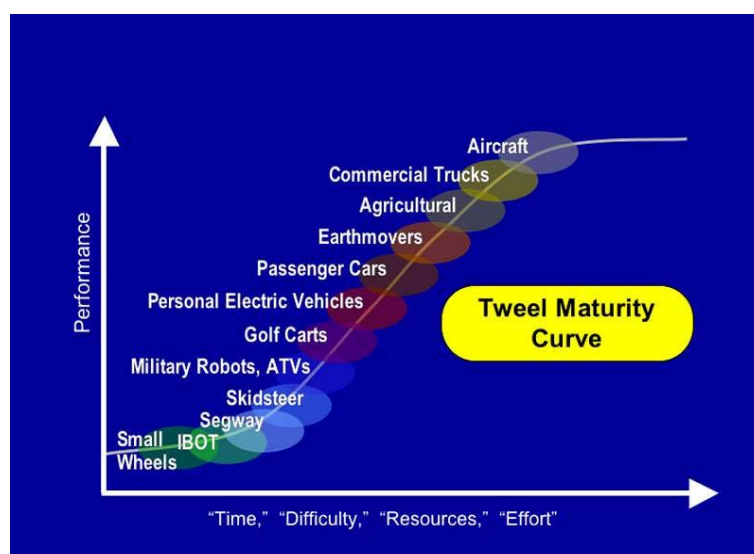 Aircraft
Commercial Trucks
Agricultural
Earthmovers
Passenger Cars
Personal Electric Vehicles
Golf Carts
Military Robots, ATVs
Skidsteer
Segway
IBOT
Small
Wheels
Performance
Tweel Maturity
Curve
“Time,” “Difficulty,” “Resources,” “Effort”